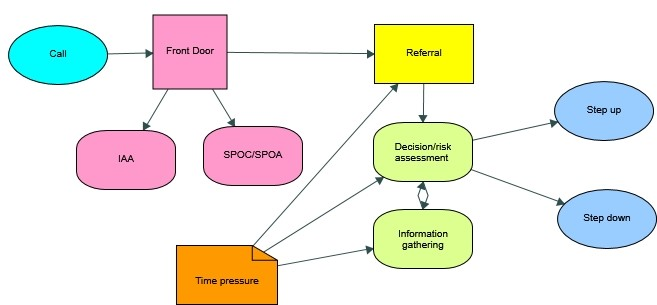 Call
Front Door
Referral
Step up
IAA
SPOC/SPOA
Decision/risk
assessment
Step down
Information
gathering
Time pressure